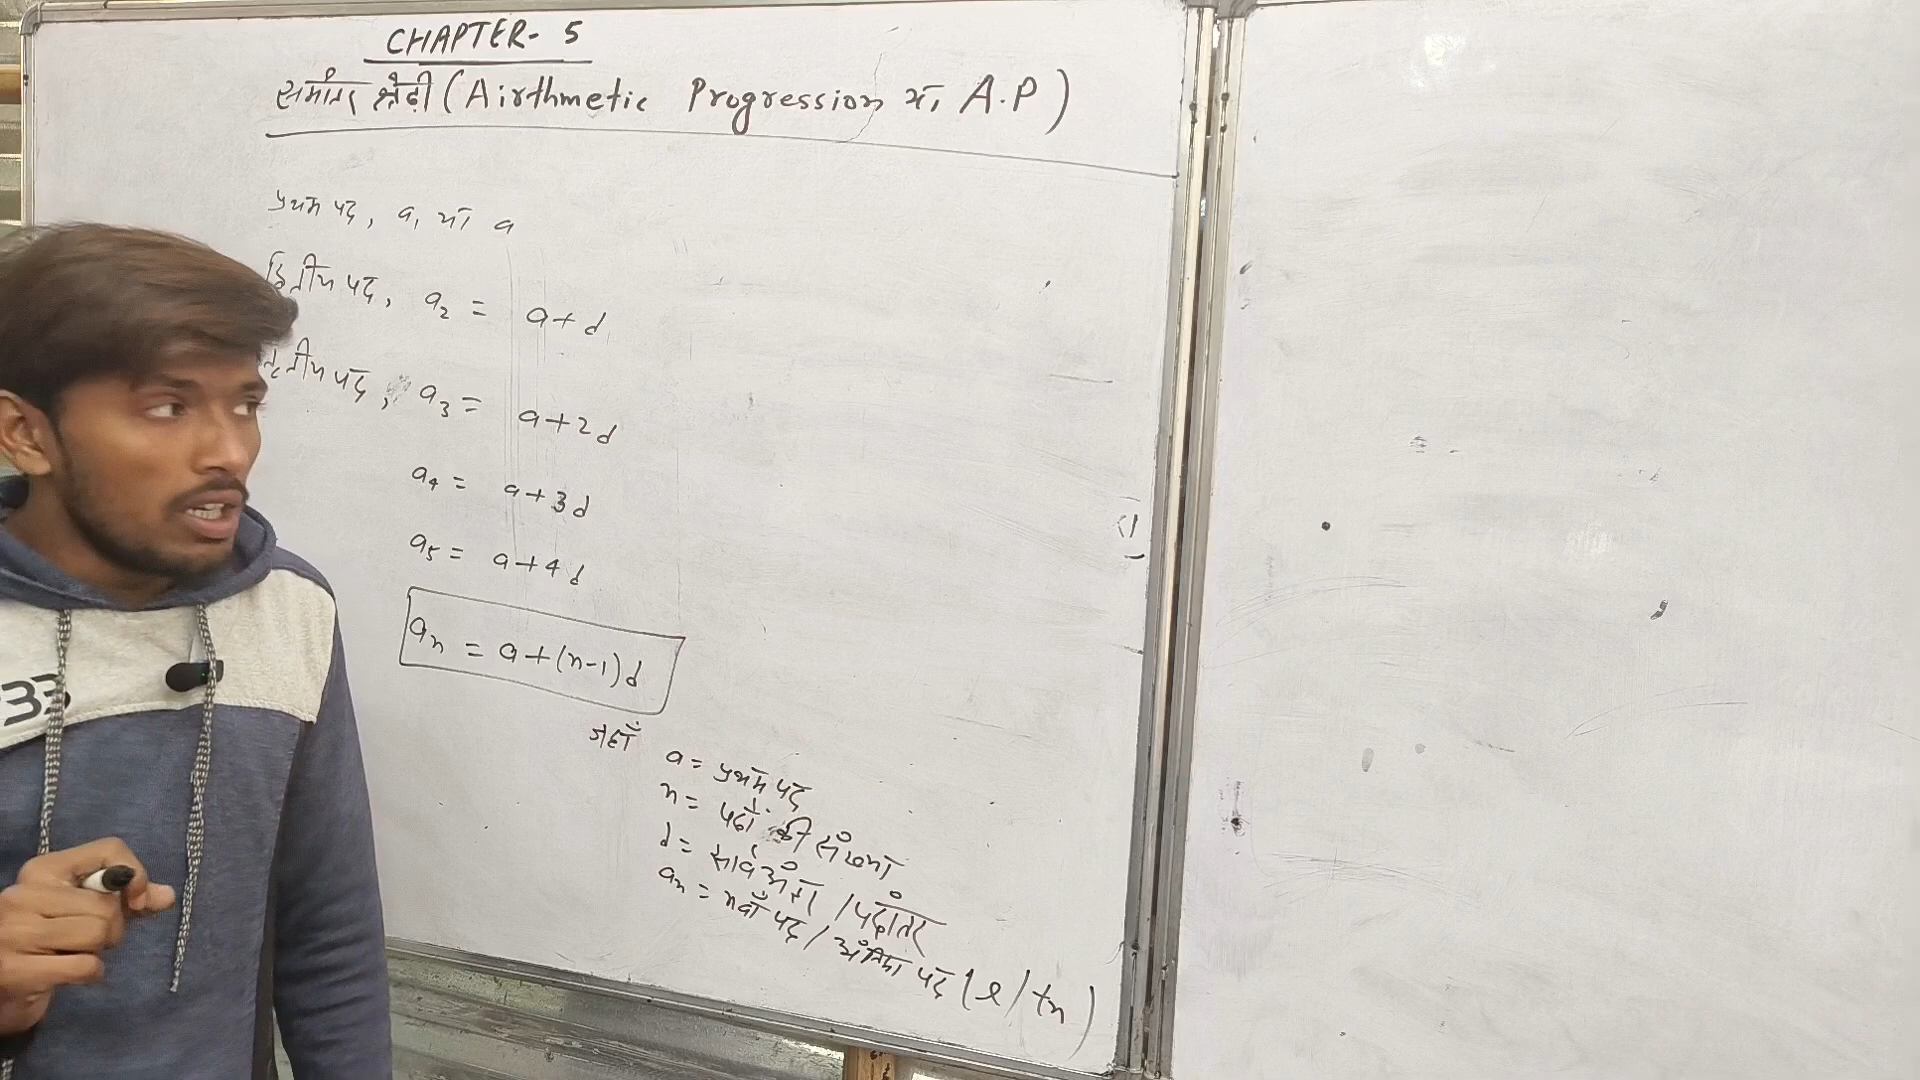 CHAPTER- 5
समांतर श्रेढ़ी (Airthmetic Progression या A.P)
प्रथम पद, a₁ या a
द्वितीय पद, a₂ = a+d
तृतीय पद, a₃ = a+2d
a₄ = a+3d
a₅ = a+4d
aₙ = a+(n-1)d
जहाँ
a = प्रथम पद
n = पदों की संख्या
d = सार्वअंतर / पदांतर
aₙ = nवाँ पद / अंतिम पद (l / tₙ)
33